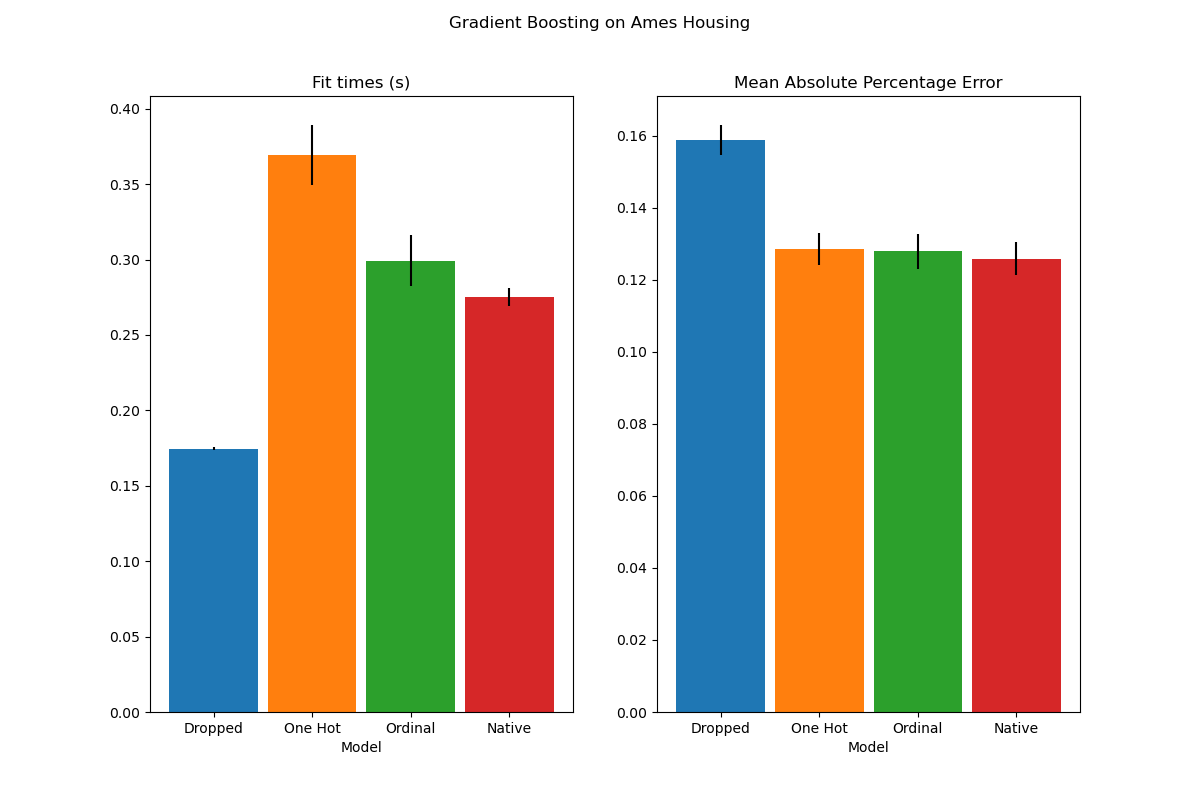 Gradient Boosting on Ames Housing
Fit times (s)
0.40
0.35
0.30
0.25
0.20
0.15
0.10
0.05
0.00
Dropped One Hot Ordinal Native
Model
Mean Absolute Percentage Error
0.16
0.14
0.12
0.10
0.08
0.06
0.04
0.02
0.00
Dropped One Hot Ordinal Native
Model